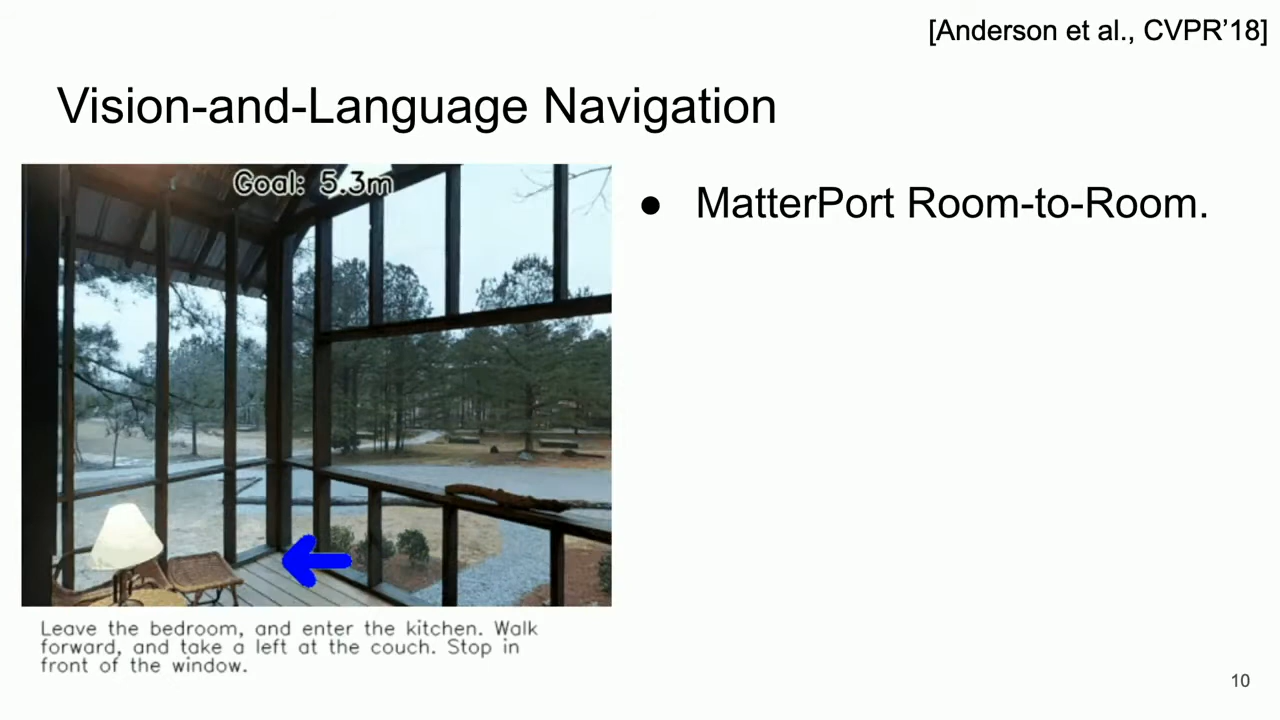 [Anderson et al., CVPR’18]
Vision-and-Language Navigation
Goal: 5.3m
● MatterPort Room-to-Room.
Leave the bedroom, and enter the kitchen. Walk
forward, and take a left at the couch. Stop in
front of the window.
10